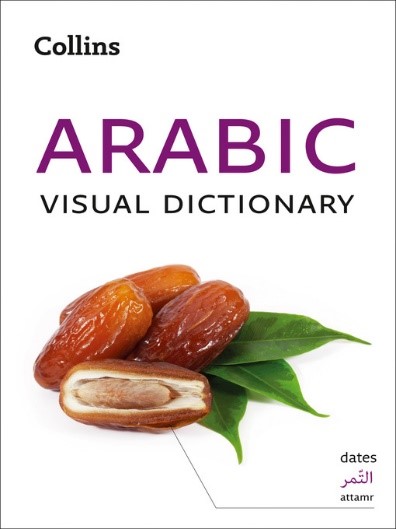 Collins
ARABIC
VISUAL DICTIONARY
dates
التّمر
attamr